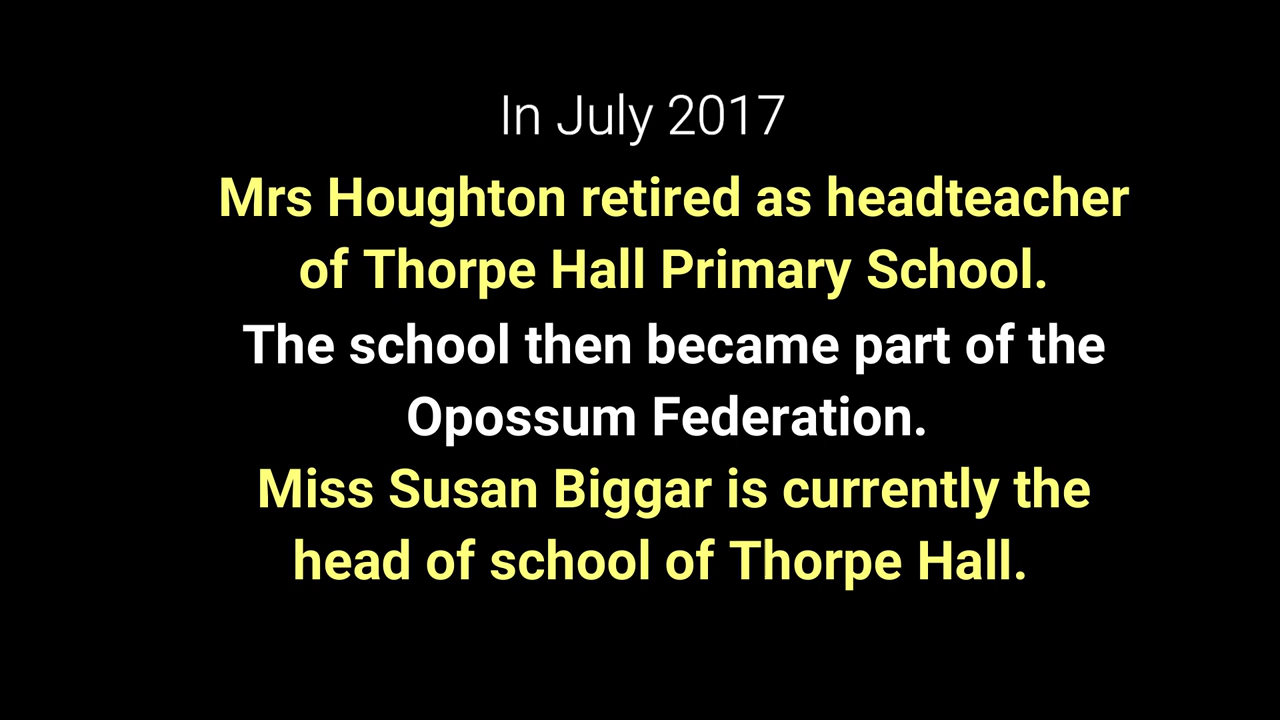 In July 2017
Mrs Houghton retired as headteacher
of Thorpe Hall Primary School.
The school then became part of the
Opossum Federation.
Miss Susan Biggar is currently the
head of school of Thorpe Hall.